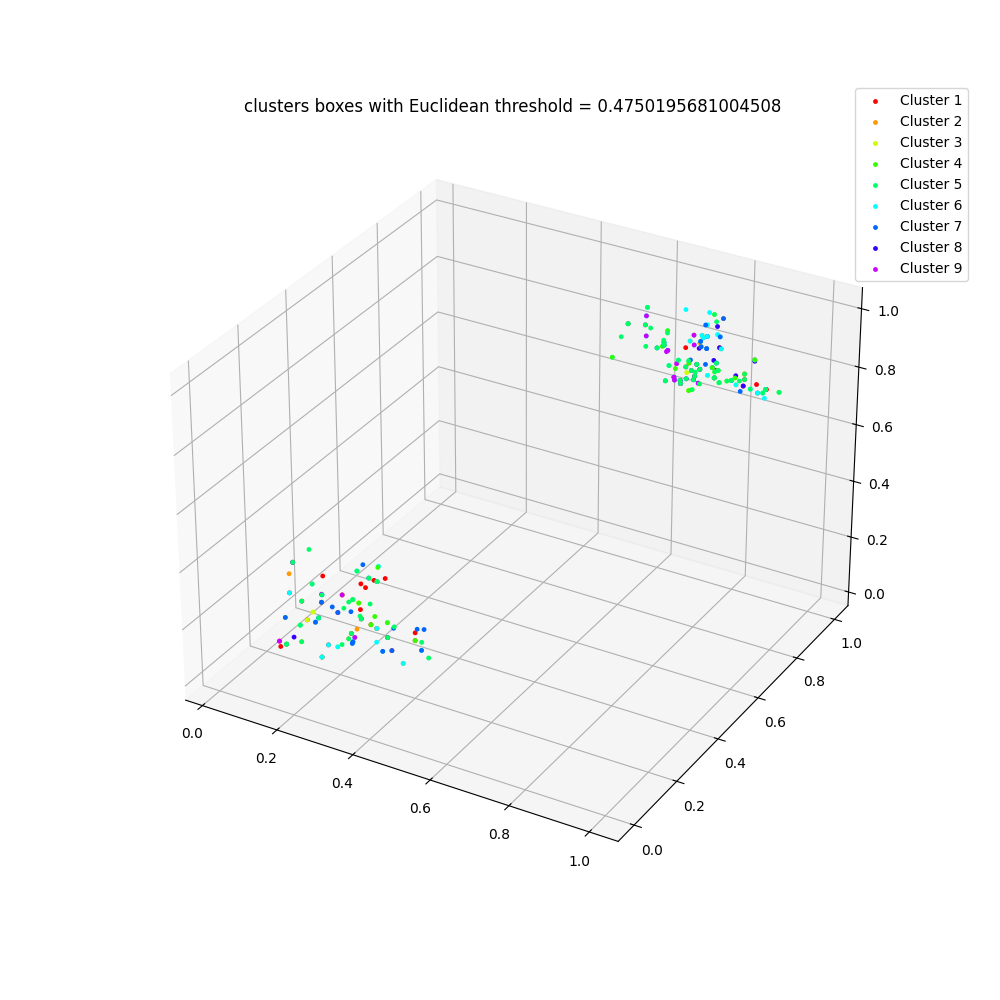 clusters boxes with Euclidean threshold = 0.4750195681004508
Cluster 1
Cluster 2
Cluster 3
Cluster 4
Cluster 5
Cluster 6
Cluster 7
Cluster 8
Cluster 9
1.0
0.8
0.6
0.4
0.2
0.0
0.0
0.2
0.4
0.6
0.8
1.0
0.0
0.2
0.4
0.6
0.8
1.0